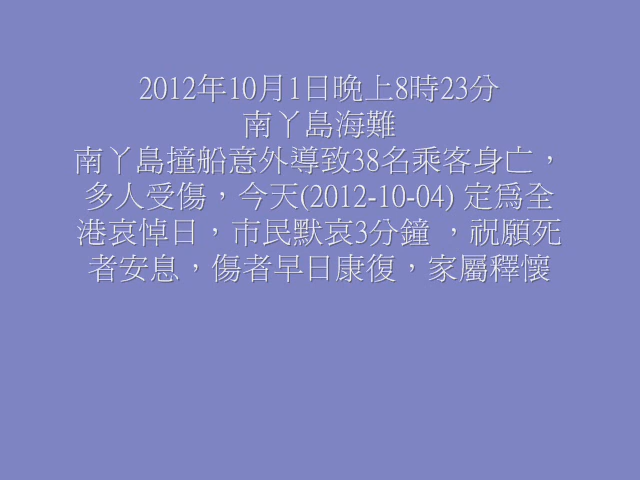 2012年10月1日晚上8時23分
南丫島海難
南丫島撞船意外導致38名乘客身亡，
多人受傷，今天(2012-10-04) 定爲全
港哀悼日，市民默哀3分鐘 ，祝願死
者安息，傷者早日康復，家屬釋懷